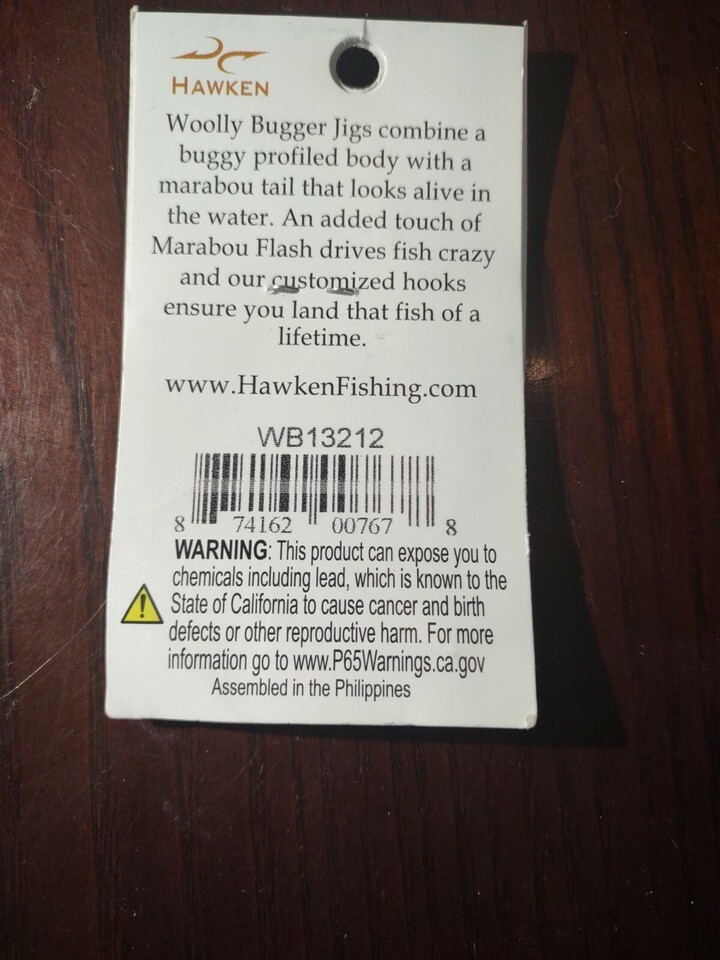 HAWKEN
Woolly Bugger Jigs combine a
buggy profiled body with a
marabou tail that looks alive in
the water. An added touch of
Marabou Flash drives fish crazy
and our customized hooks
ensure you land that fish of a
lifetime.
www.HawkenFishing.com
WB13212
8 74162 00767 8
WARNING: This product can expose you to
chemicals including lead, which is known to the
State of California to cause cancer and birth
defects or other reproductive harm. For more
information go to www.P65Warnings.ca.gov
Assembled in the Philippines